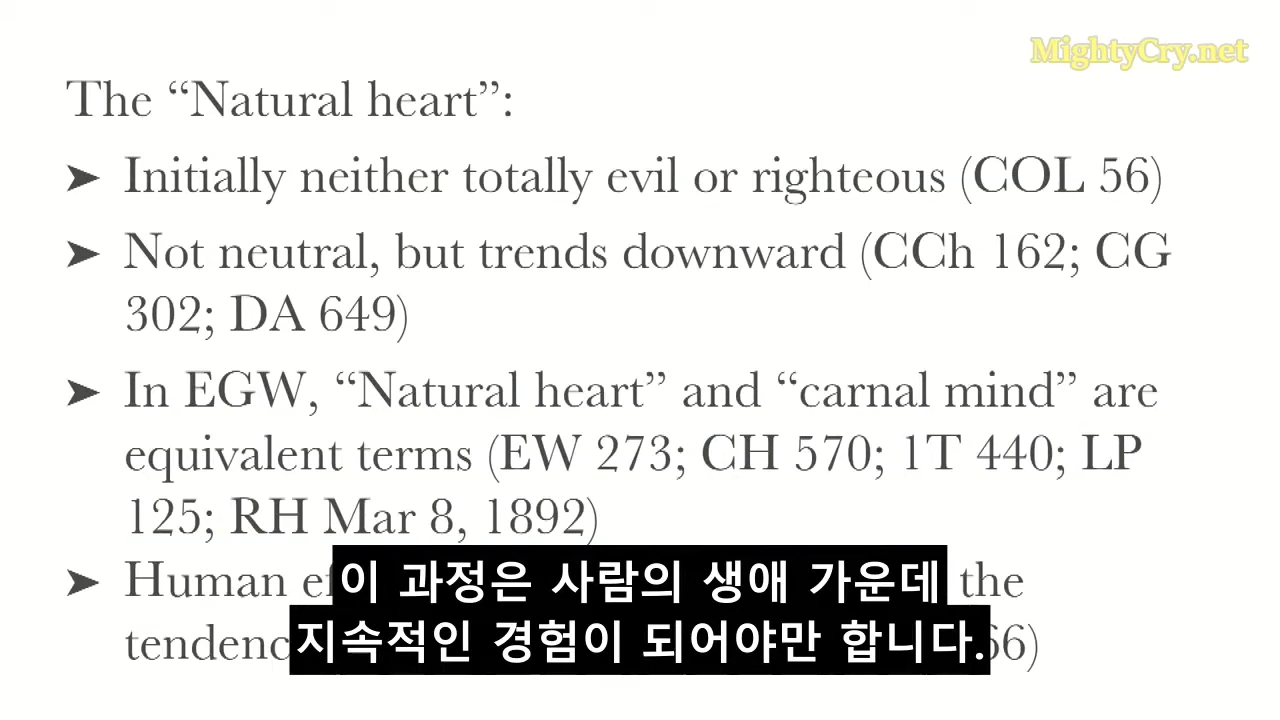 MightyCry.net
The “Natural heart”:
➤ Initially neither totally evil or righteous (COL 56)
➤ Not neutral, but trends downward (CCh 162; CG
302; DA 649)
➤ In EGW, “Natural heart” and “carnal mind” are
equivalent terms (EW 273; CH 570; 1T 440; LP
125; RH Mar 8, 1892)
➤ Human the
이 과정은 사람의 생애 가운데
지속적인 경험이 되어야만 합니다.